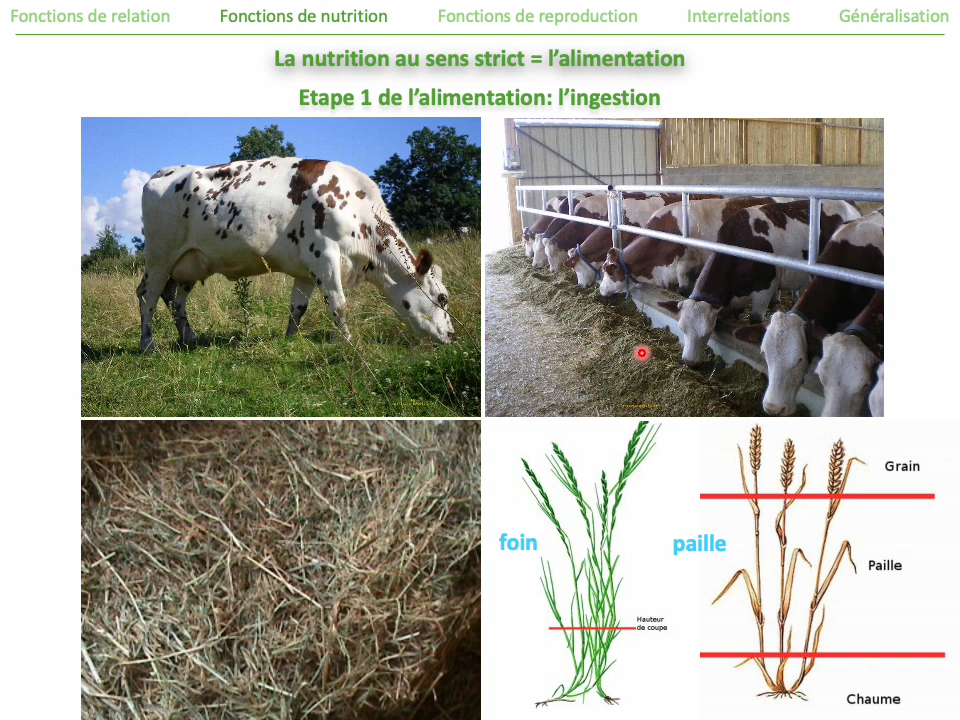 Fonctions de relation Fonctions de nutrition Fonctions de reproduction Interrelations Généralisation
La nutrition au sens strict = l’alimentation
Etape 1 de l’alimentation: l’ingestion
foin
Hauteur
de coupe
paille
Grain
Paille
Chaume